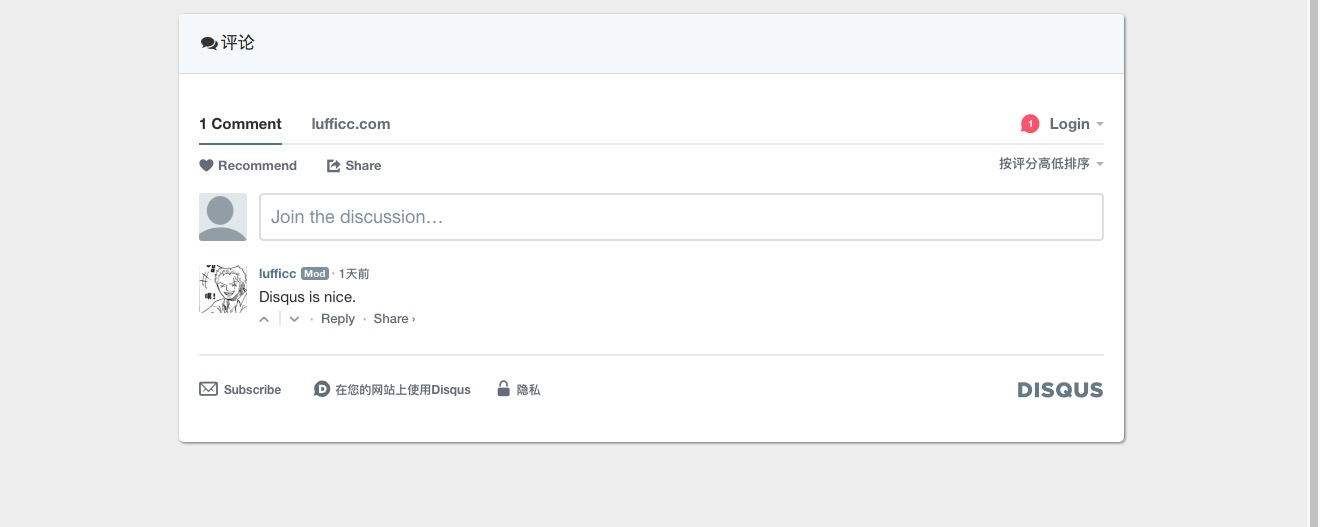 评论
1 Comment lufficc.com 1 Login
Recommend Share 按评分高低排序
Join the discussion…
lufficc Mod · 1天前
Disqus is nice.
· Reply · Share ›
Subscribe D 在您的网站上使用Disqus 隐私 DISQUS